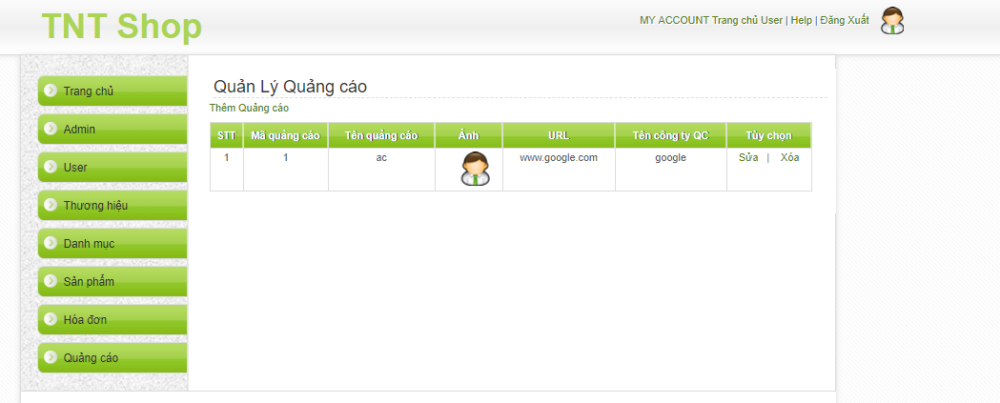 TNT Shop
MY ACCOUNT Trang chủ User | Help | Đăng Xuất
Trang chủ
Admin
User
Thương hiệu
Danh mục
Sản phẩm
Hóa đơn
Quảng cáo
Quản Lý Quảng cáo
Thêm Quảng cáo
STT Mã quảng cáo Tên quảng cáo Ảnh URL Tên công ty QC Tùy chọn
1 1 ac www.google.com google Sửa | Xóa